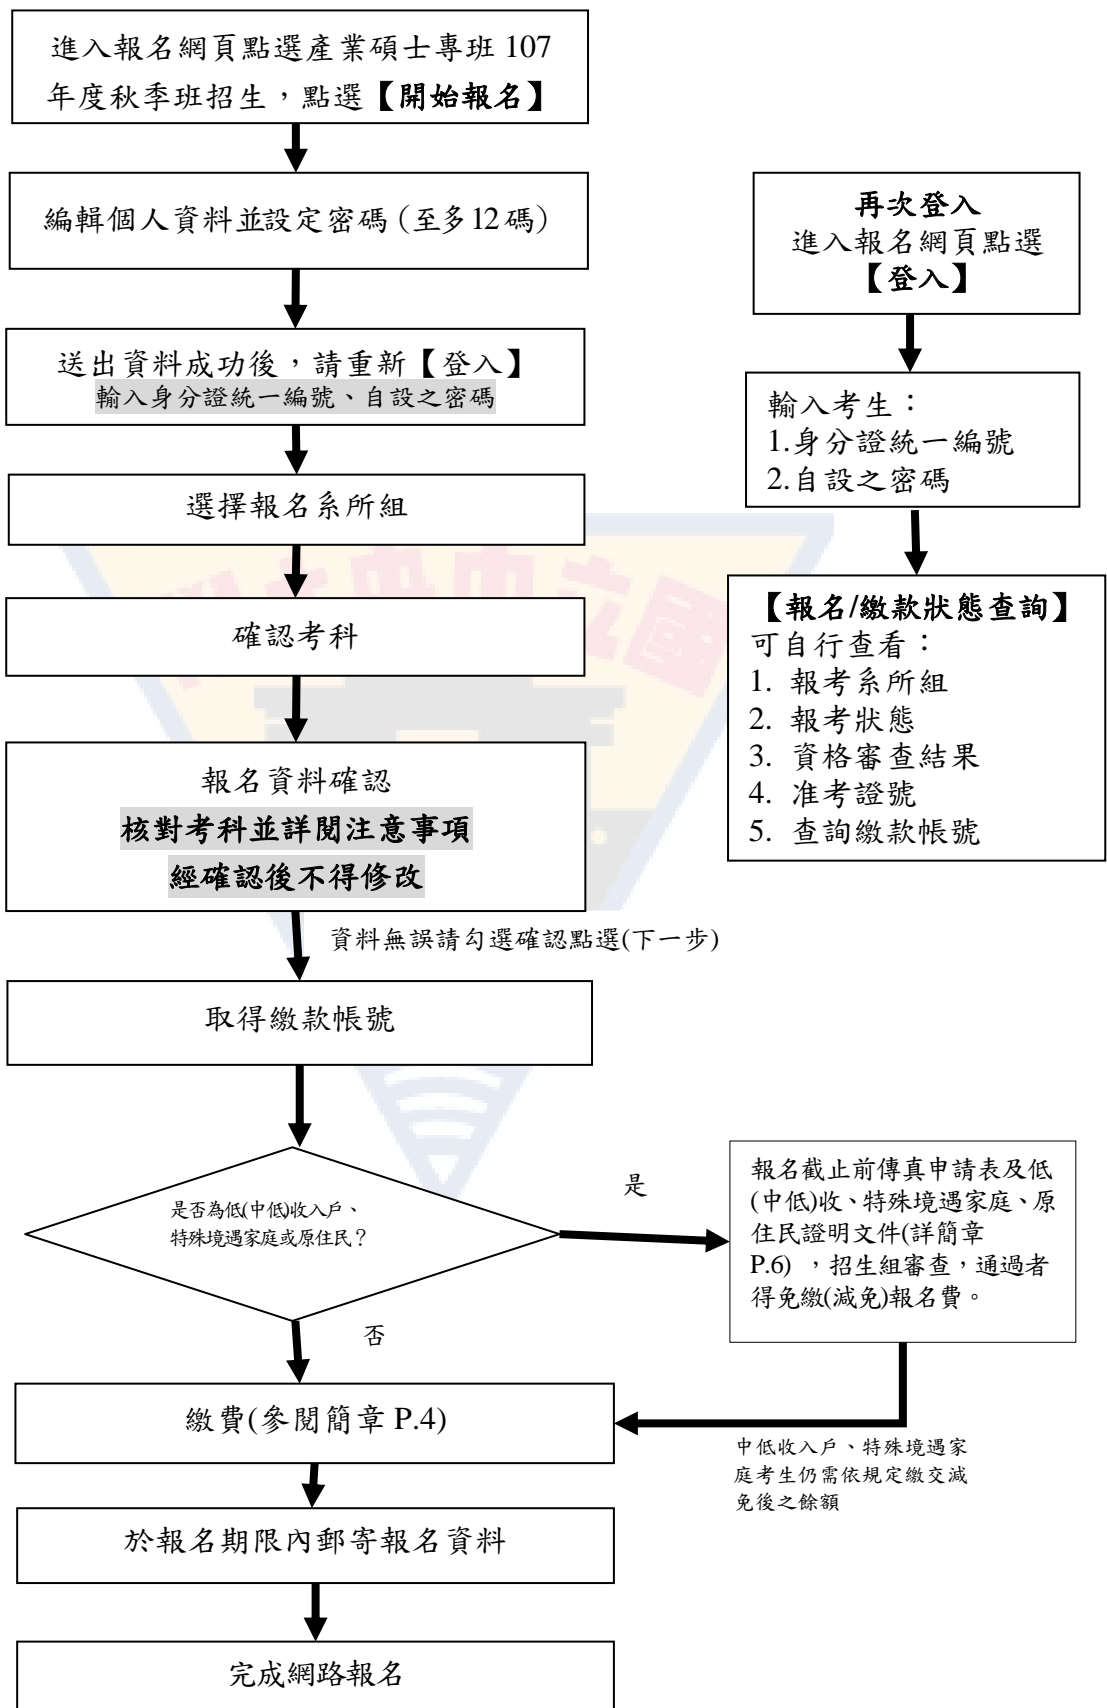 進入報名網頁點選產業碩士專班 107
年度秋季班招生，點選【開始報名】
編輯個人資料並設定密碼（至多12碼）
送出資料成功後，請重新【登入】
輸入身分證統一編號、自設之密碼
選擇報名系所組
確認考科
報名資料確認
核對考科並詳閱注意事項
經確認後不得修改
資料無誤請勾選確認點選(下一步)
取得繳款帳號
是否為低(中低)收入戶、
特殊境遇家庭或原住民？
是
報名截止前傳真申請表及低
(中低)收、特殊境遇家庭、原
住民證明文件(詳簡章
P.6) ，招生組審查，通過者
得免繳(減免)報名費。
否
繳費(參閱簡章 P.4)
中低收入戶、特殊境遇家
庭考生仍需依規定繳交減
免後之餘額
於報名期限內郵寄報名資料
完成網路報名
再次登入
進入報名網頁點選
【登入】
輸入考生：
1.身分證統一編號
2.自設之密碼
【報名/繳款狀態查詢】
可自行查看：
1. 報考系所組
2. 報考狀態
3. 資格審查結果
4. 准考證號
5. 查詢繳款帳號